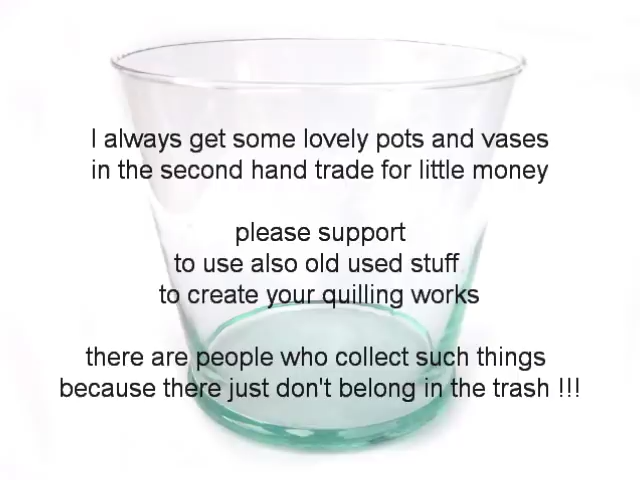 I always get some lovely pots and vases
in the second hand trade for little money
please support
to use also old used stuff
to create your quilling works
there are people who collect such things
because there just don't belong in the trash !!!